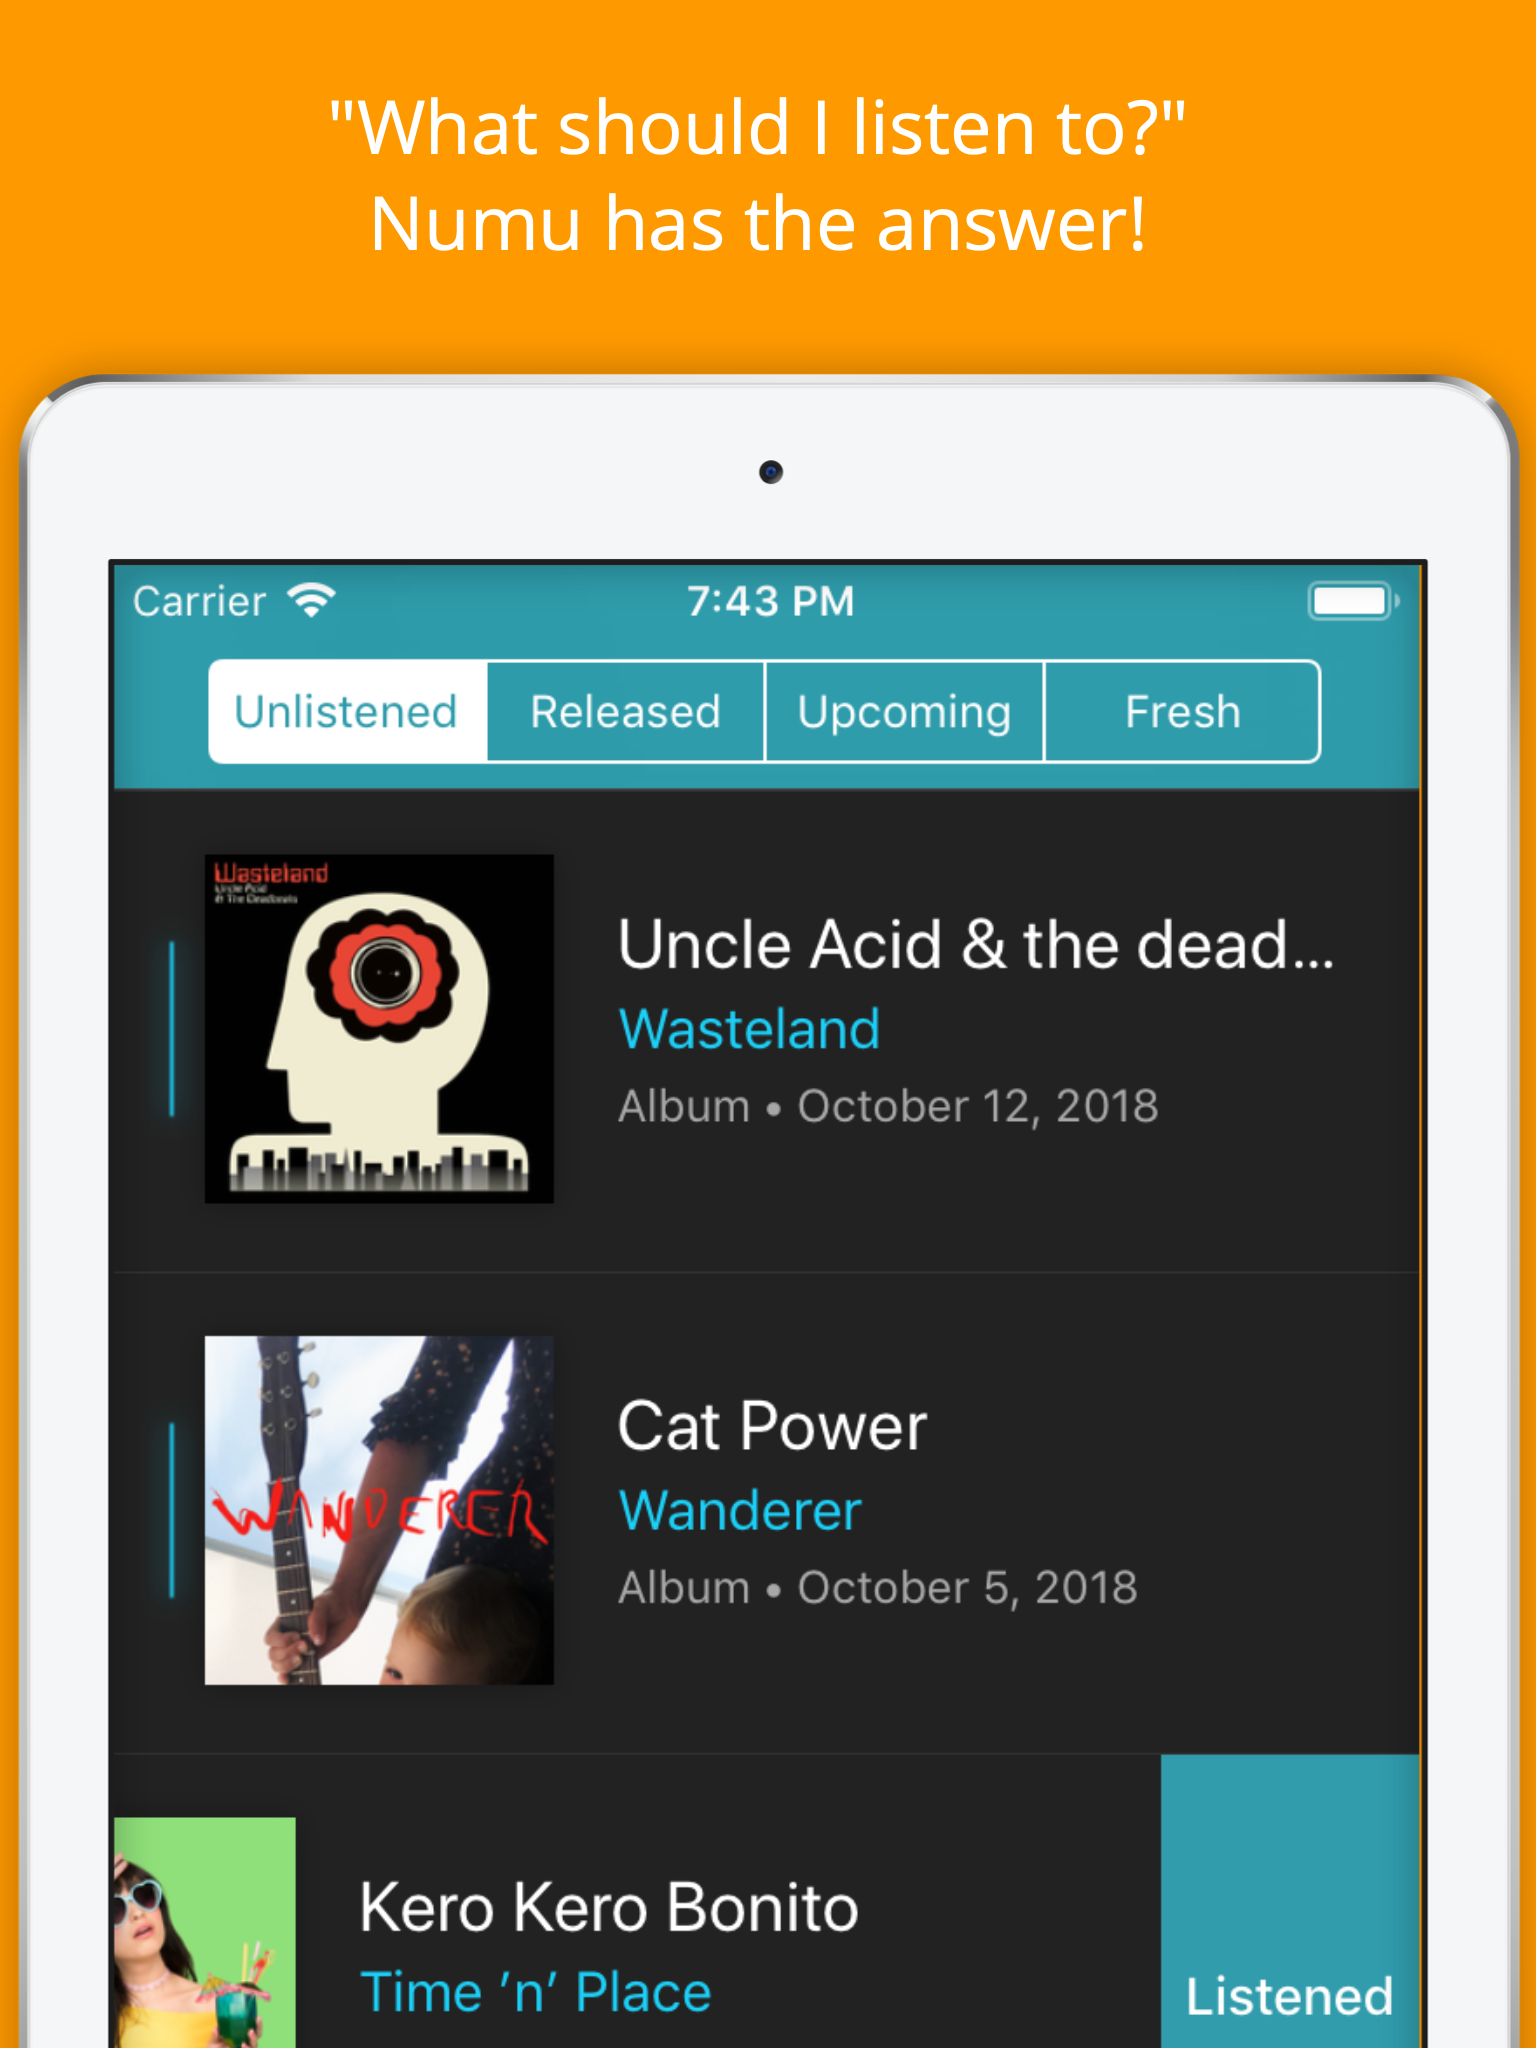 "What should I listen to?"
Numu has the answer!
Carrier
7:43 PM
Unlistened
Released
Upcoming
Fresh
Wasteland
Uncle Acid
& The Deadbeats
Uncle Acid & the dead...
Wasteland
Album • October 12, 2018
WANDERER
Cat Power
Wanderer
Album • October 5, 2018
Kero Kero Bonito
Time ’n’ Place
Listened